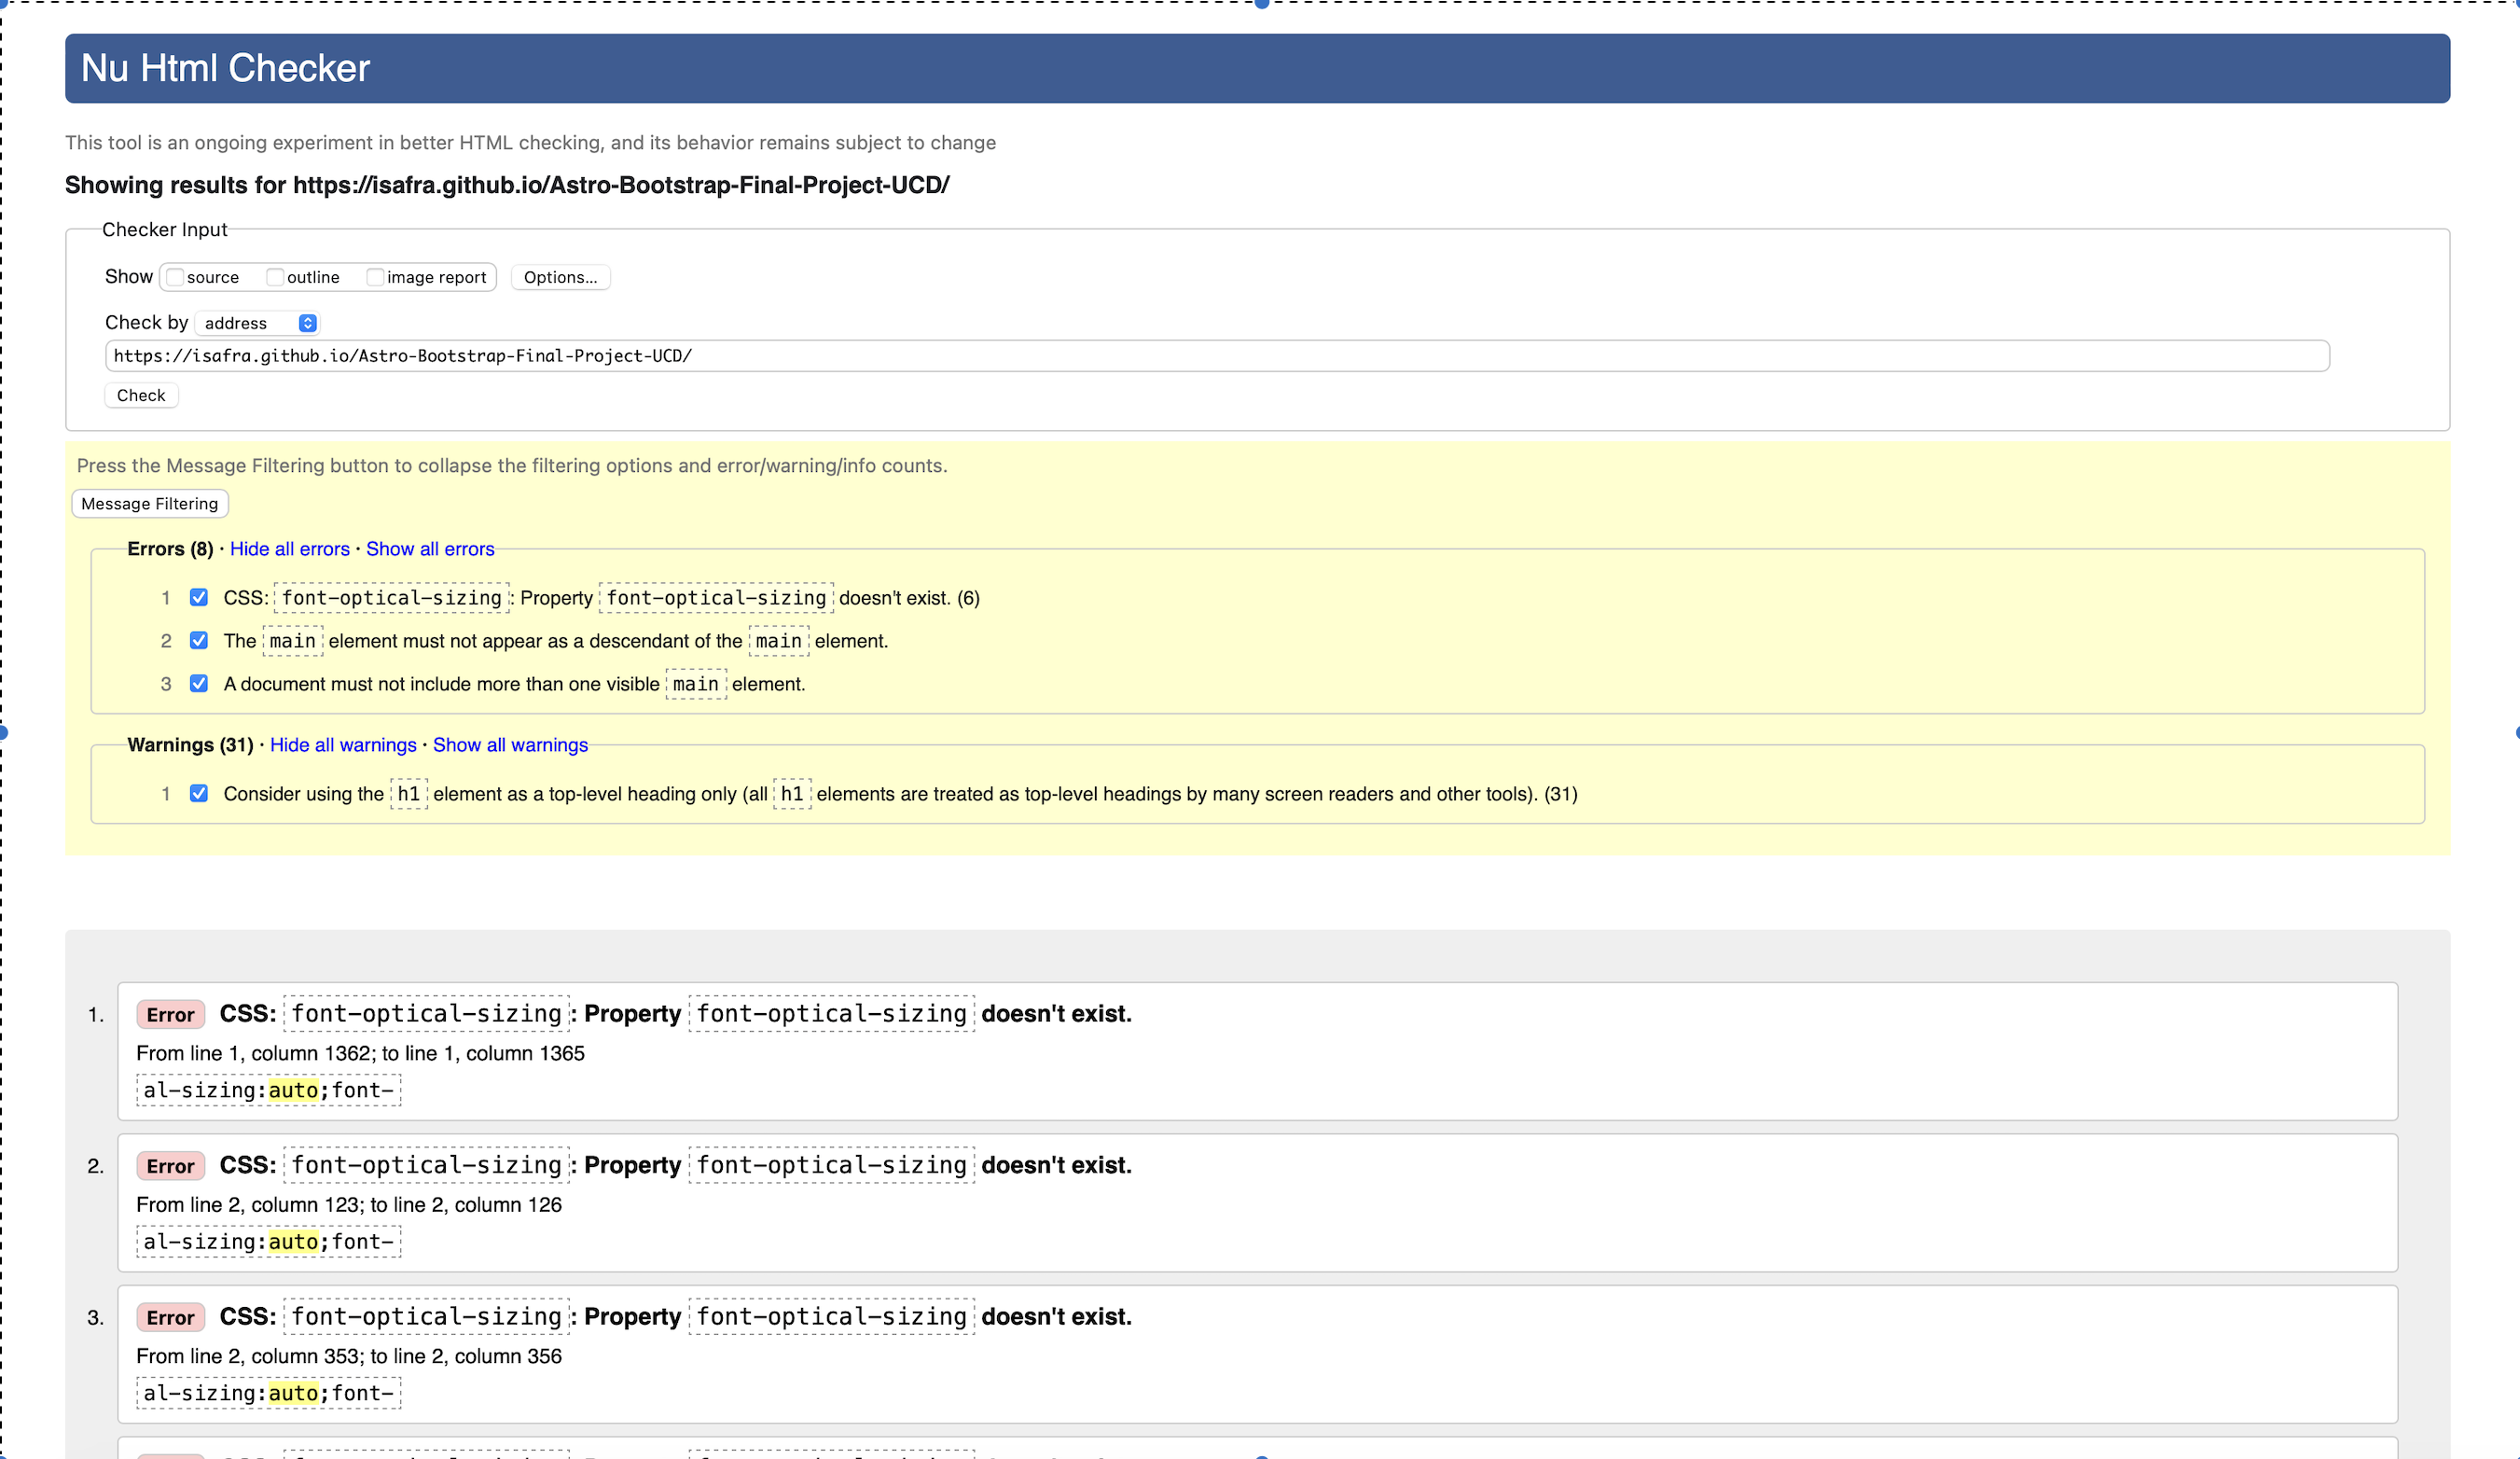 Nu Html Checker
This tool is an ongoing experiment in better HTML checking, and its behavior remains subject to change
Showing results for https://isafra.github.io/Astro-Bootstrap-Final-Project-UCD/
Checker Input
Show source outline image report Options...
Check by address
https://isafra.github.io/Astro-Bootstrap-Final-Project-UCD/
Check
Press the Message Filtering button to collapse the filtering options and error/warning/info counts.
Message Filtering
Errors (8) · Hide all errors · Show all errors
1 CSS: font-optical-sizing: Property font-optical-sizing doesn't exist. (6)
2 The main element must not appear as a descendant of the main element.
3 A document must not include more than one visible main element.
Warnings (31) · Hide all warnings · Show all warnings
1 Consider using the h1 element as a top-level heading only (all h1 elements are treated as top-level headings by many screen readers and other tools). (31)
1. Error CSS: font-optical-sizing: Property font-optical-sizing doesn't exist.
From line 1, column 1362; to line 1, column 1365
al-sizing:auto;font-
2. Error CSS: font-optical-sizing: Property font-optical-sizing doesn't exist.
From line 2, column 123; to line 2, column 126
al-sizing:auto;font-
3. Error CSS: font-optical-sizing: Property font-optical-sizing doesn't exist.
From line 2, column 353; to line 2, column 356
al-sizing:auto;font-